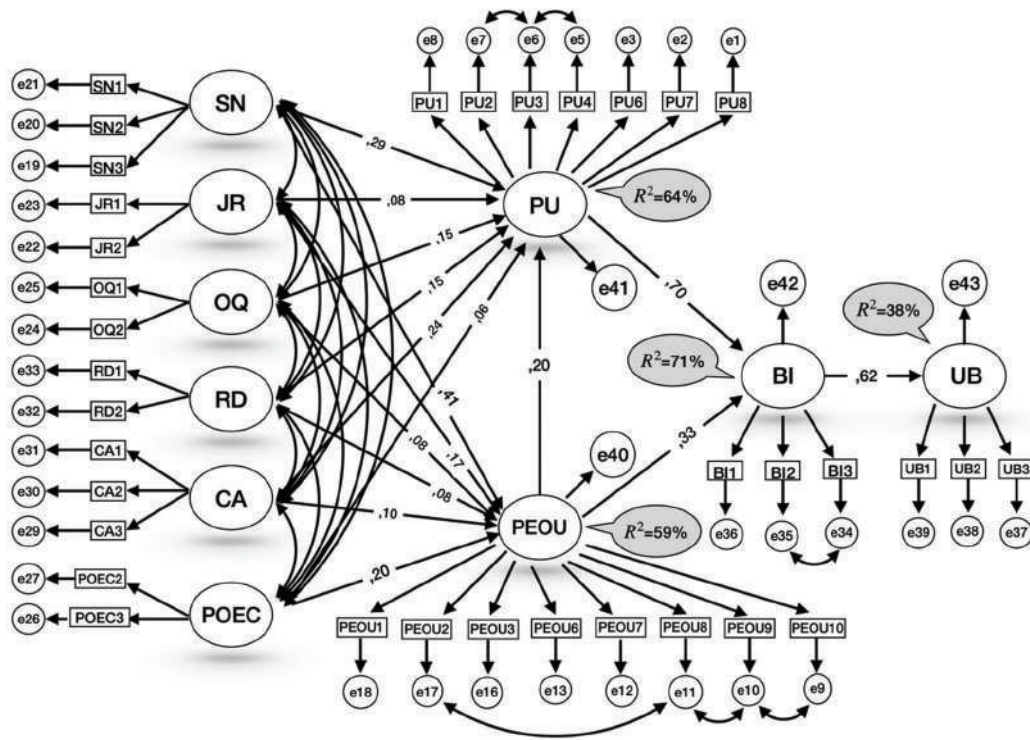 e8 e7 e6 e5 e3 e2 e1
PU1 PU2 PU3 PU4 PU6 PU7 PU8
e21 SN1
e20 SN2
e19 SN3
SN
e23 JR1
e22 JR2
JR
e25 OQ1
e24 OQ2
OQ
e33 RD1
e32 RD2
RD
e31 CA1
e30 CA2
e29 CA3
CA
e27 POEC2
e26 POEC3
POEC
,29
,08
,15
,15
,24
,06
,41
,17
,08
,08
,10
,20
PU
R²=64%
e41
,20
,70
,33
e40
PEOU
R²=59%
e42
R²=71%
BI
,62
e43
R²=38%
UB
BI1 BI2 BI3
e36 e35 e34
UB1 UB2 UB3
e39 e38 e37
PEOU1 PEOU2 PEOU3 PEOU6 PEOU7 PEOU8 PEOU9 PEOU10
e18 e17 e16 e13 e12 e11 e10 e9